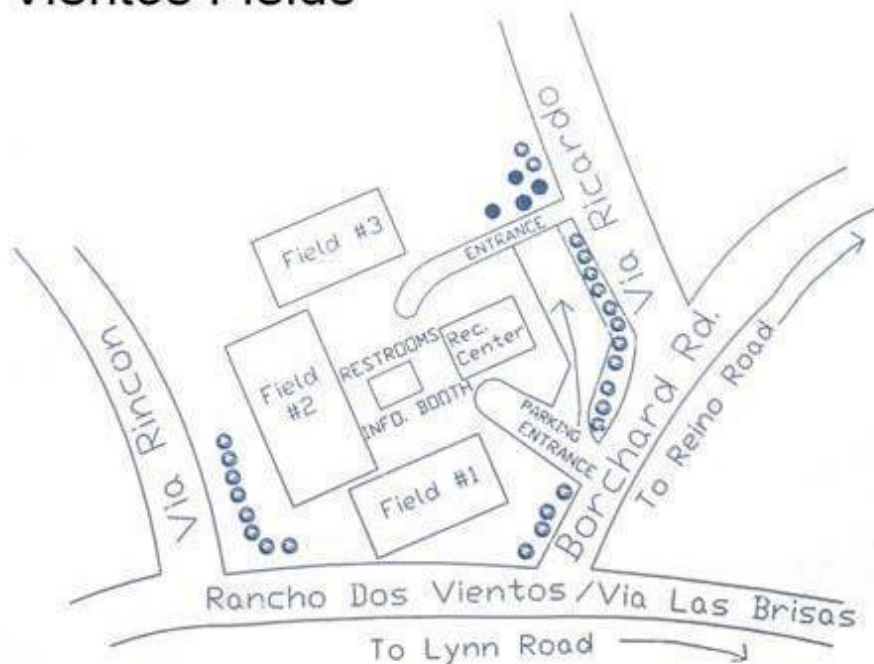 Vientos Fields
Via Ricardo
ENTRANCE
Field #3
Via Rincon
RESTROOMS
Rec.
Center
Field
#2
INFO. BOOTH
PARKING
ENTRANCE
Field #1
Borchard Rd.
To Reino Road
Rancho Dos Vientos/Via Las Brisas
To Lynn Road